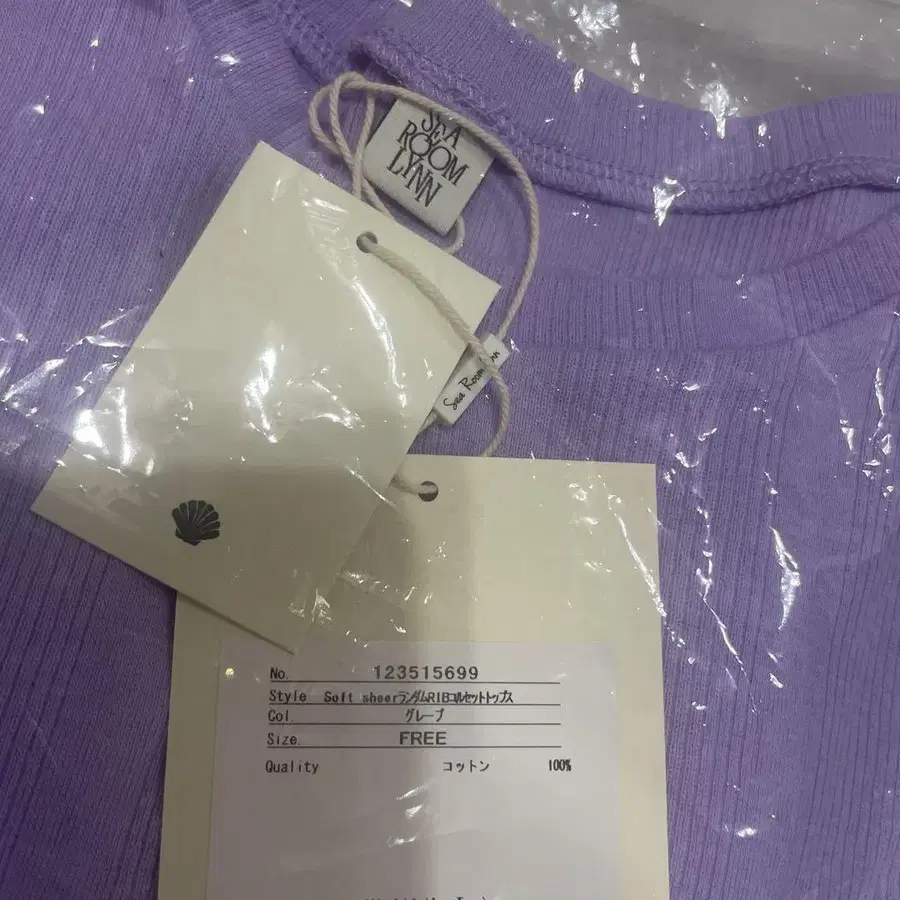 SEA
ROOM
LYNN
Sea Room
No. 123515699
Style Soft sheerランダムRIBコルセットトップス
Col. グレープ
Size. FREE
Quality コットン 100%